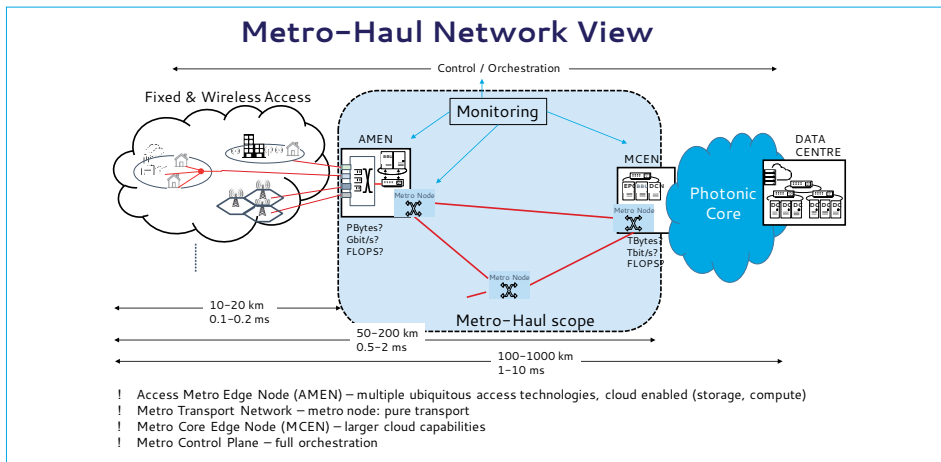 Metro-Haul Network View
Control / Orchestration
Fixed & Wireless Access
Monitoring
AMEN
MCEN
DATA
CENTRE
EPC
DCN
Metro Node
Metro Node
Metro Node
Photonic
Core
PBytes?
Gbit/s?
FLOPS?
TBytes?
Tbit/s?
FLOPS?
Metro-Haul scope
10-20 km
0.1-0.2 ms
50-200 km
0.5-2 ms
100-1000 km
1-10 ms
! Access Metro Edge Node (AMEN) – multiple ubiquitous access technologies, cloud enabled (storage, compute)
! Metro Transport Network – metro node: pure transport
! Metro Core Edge Node (MCEN) – larger cloud capabilities
! Metro Control Plane – full orchestration